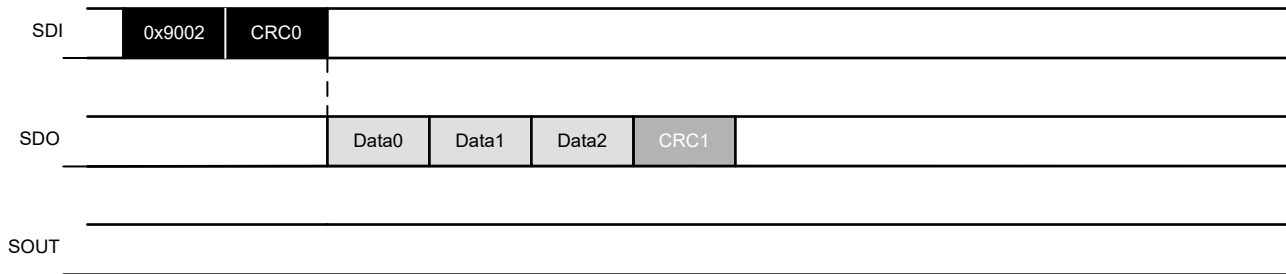 SDI 0x9002 CRC0
SDO Data0 Data1 Data2 CRC1
SOUT